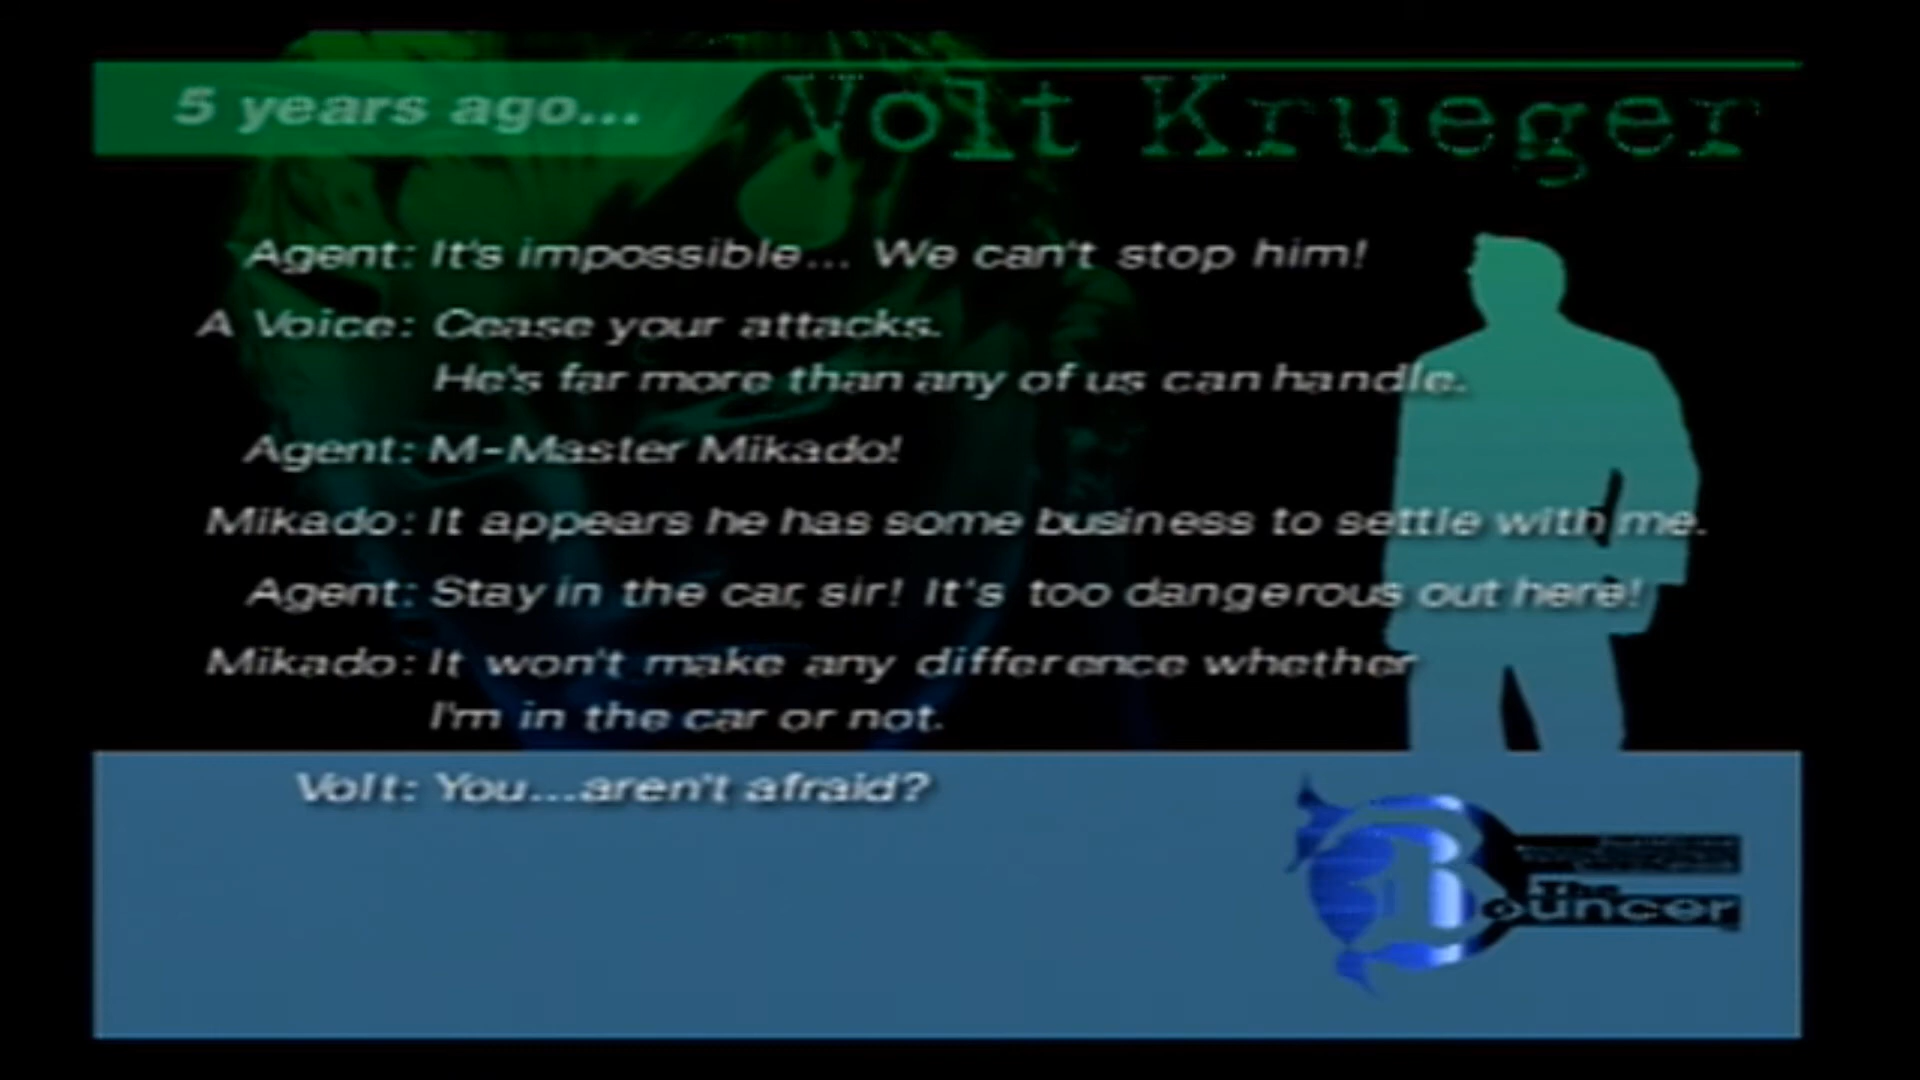 5 years ago...
Volt Krueger
Agent: It's impossible... We can't stop him!
A Voice: Cease your attacks.
He's far more than any of us can handle.
Agent: M-Master Mikado!
Mikado: It appears he has some business to settle with me.
Agent: Stay in the car, sir! It's too dangerous out here!
Mikado: It won't make any difference whether
I'm in the car or not.
Volt: You...aren't afraid?
The
Bouncer